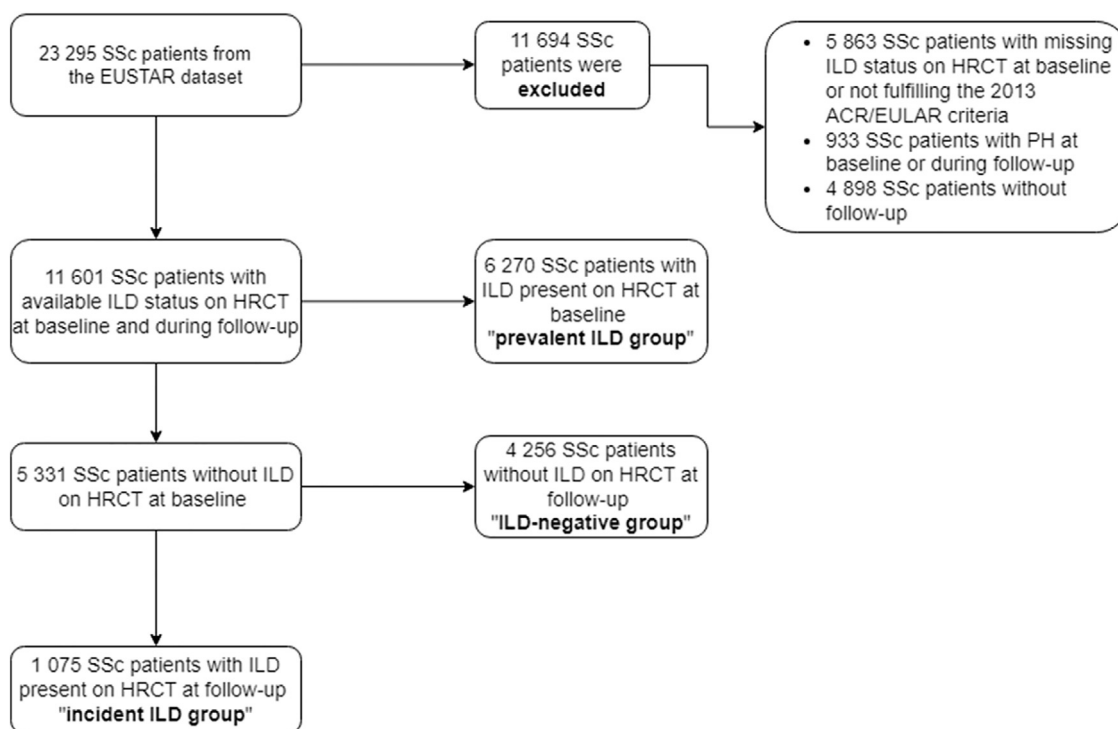 23 295 SSc patients from
the EUSTAR dataset
11 694 SSc
patients were
excluded
• 5 863 SSc patients with missing
ILD status on HRCT at baseline
or not fulfilling the 2013
ACR/EULAR criteria
• 933 SSc patients with PH at
baseline or during follow-up
• 4 898 SSc patients without
follow-up
11 601 SSc patients with
available ILD status on HRCT
at baseline and during follow-up
6 270 SSc patients with
ILD present on HRCT at
baseline
"prevalent ILD group"
5 331 SSc patients without ILD
on HRCT at baseline
4 256 SSc patients
without ILD on HRCT at
follow-up
"ILD-negative group"
1 075 SSc patients with ILD
present on HRCT at follow-up
"incident ILD group"